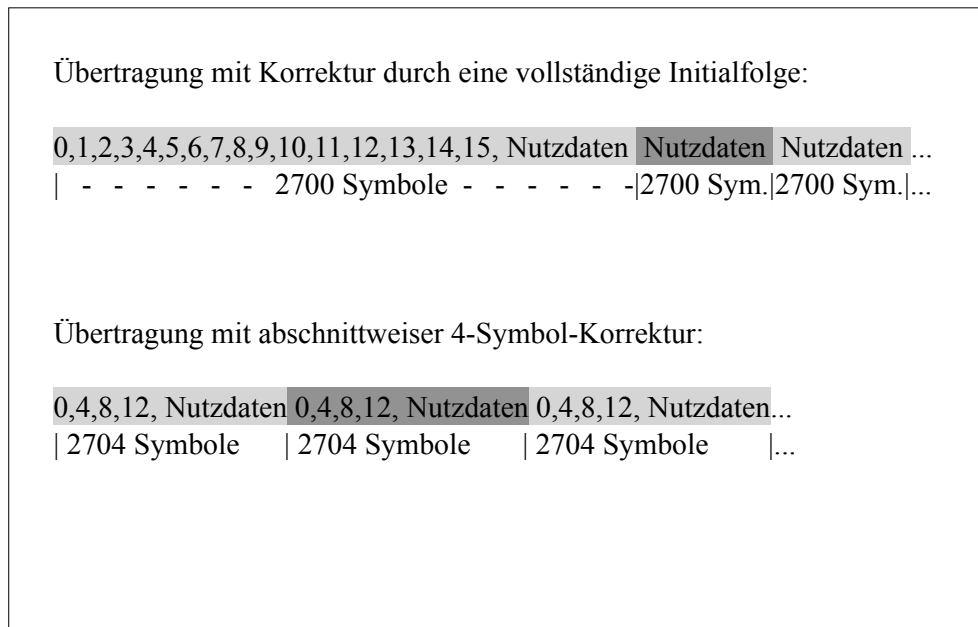 Übertragung mit Korrektur durch eine vollständige Initialfolge:
0,1,2,3,4,5,6,7,8,9,10,11,12,13,14,15, Nutzdaten Nutzdaten Nutzdaten ...
| - - - - - - 2700 Symbole - - - - - -|2700 Sym.|2700 Sym.|...
Übertragung mit abschnittweiser 4-Symbol-Korrektur:
0,4,8,12, Nutzdaten 0,4,8,12, Nutzdaten 0,4,8,12, Nutzdaten...
| 2704 Symbole | 2704 Symbole | 2704 Symbole |...